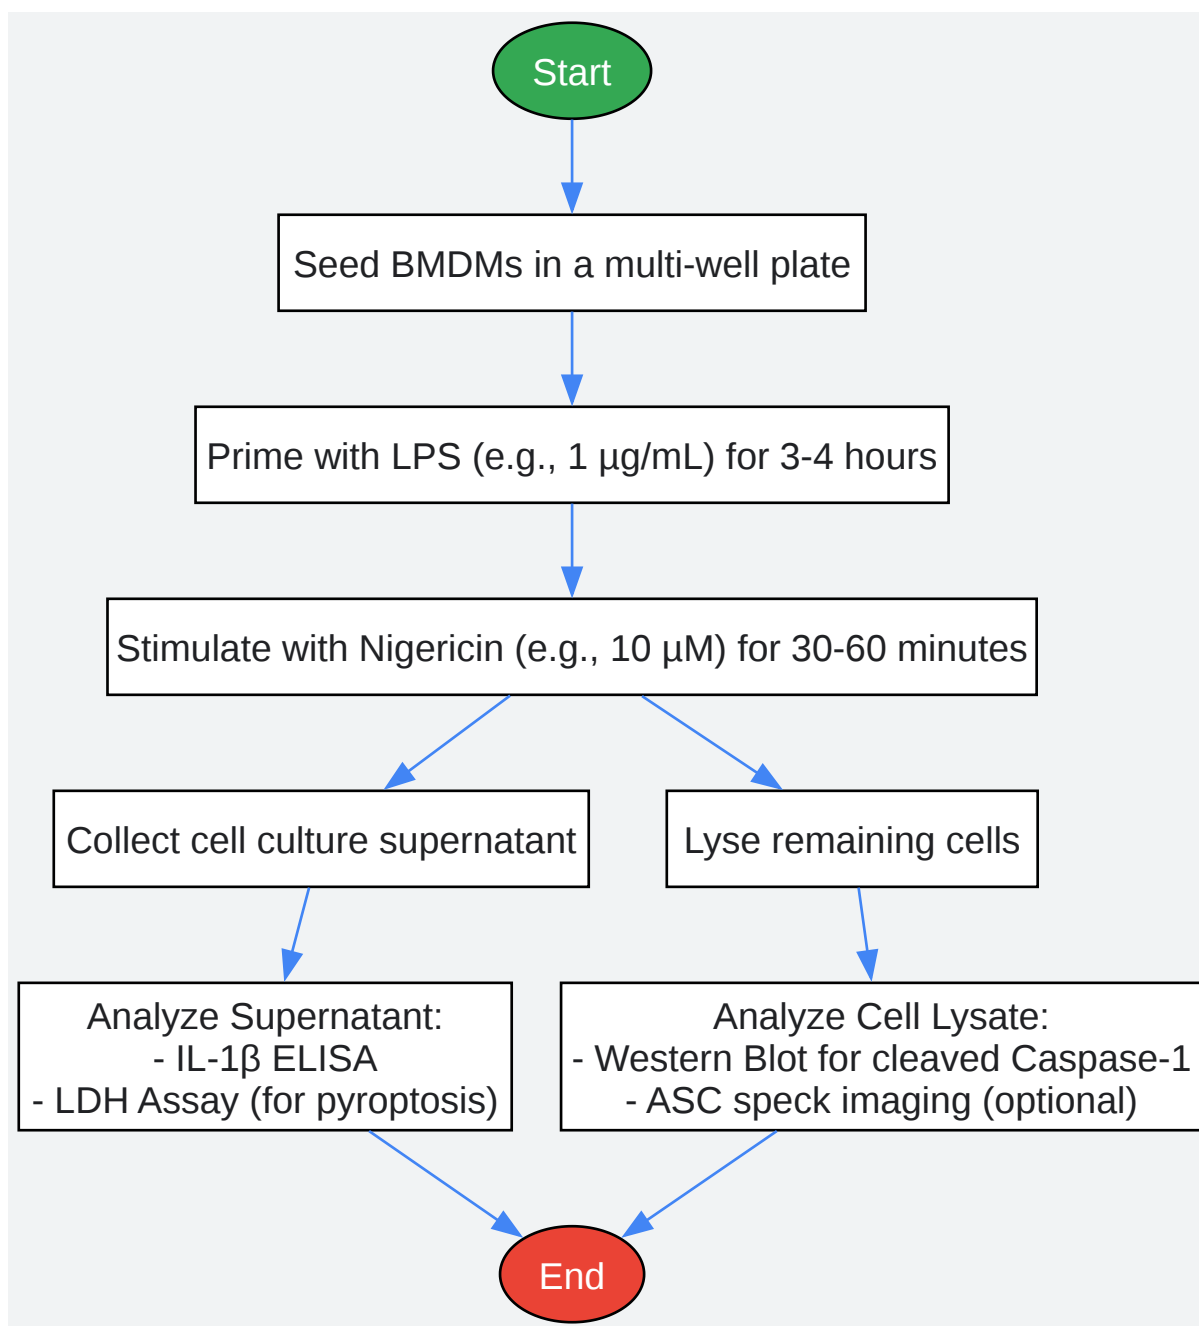 Start
Seed BMDMs in a multi-well plate
Prime with LPS (e.g., 1 µg/mL) for 3-4 hours
Stimulate with Nigericin (e.g., 10 µM) for 30-60 minutes
Collect cell culture supernatant
Lyse remaining cells
Analyze Supernatant:
- IL-1β ELISA
- LDH Assay (for pyroptosis)
Analyze Cell Lysate:
- Western Blot for cleaved Caspase-1
- ASC speck imaging (optional)
End